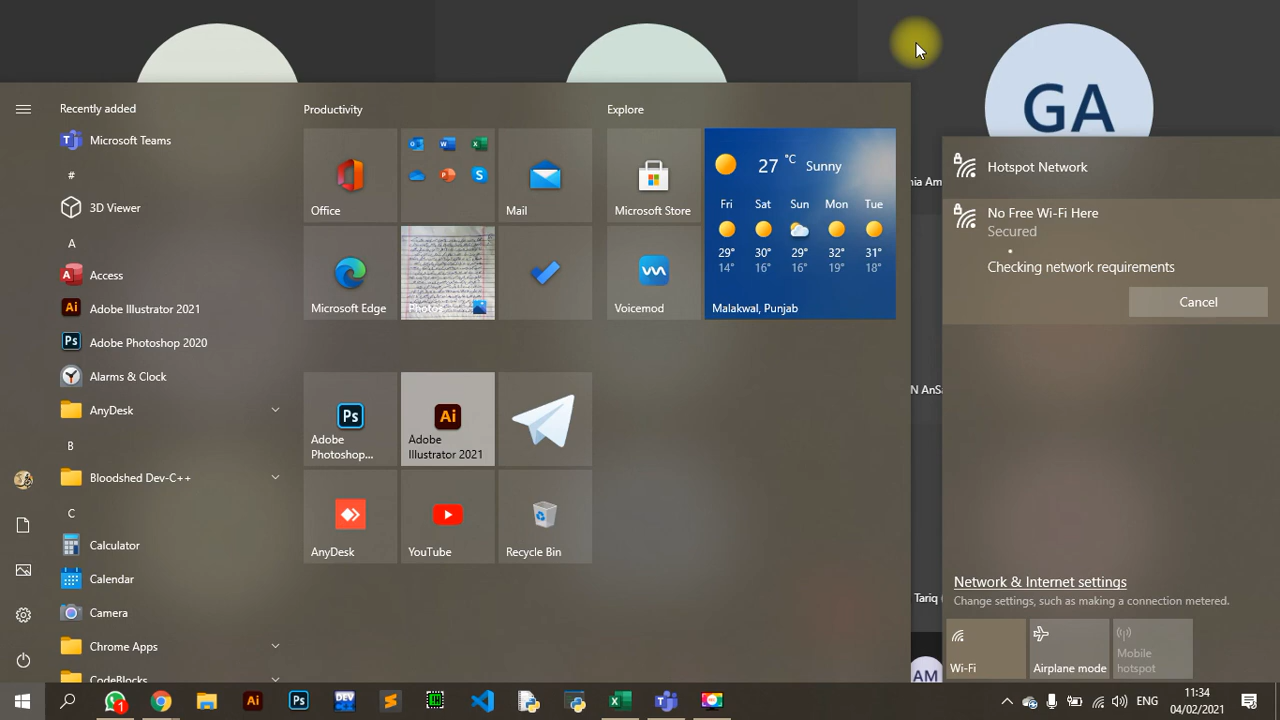 GA
nia Am
N AnSa
Tariq (
AM
Recently added
Microsoft Teams
#
3D Viewer
A
Access
Adobe Illustrator 2021
Adobe Photoshop 2020
Alarms & Clock
AnyDesk
B
Bloodshed Dev-C++
C
Calculator
Calendar
Camera
Chrome Apps
CodeBlocks
Productivity
Office
Mail
Microsoft Edge
Photos
Adobe
Photoshop...
Adobe
Illustrator 2021
AnyDesk
YouTube
Recycle Bin
Explore
Microsoft Store
27 °C Sunny
Fri Sat Sun Mon Tue
29° 30° 29° 32° 31°
14° 16° 16° 17° 18°
Malakwal, Punjab
Voicemod
Hotspot Network
No Free Wi-Fi Here
Secured
Checking network requirements
Cancel
Network & Internet settings
Change settings, such as making a connection metered.
Wi-Fi
Airplane mode
Mobile
hotspot
1
ENG
11:34
04/02/2021